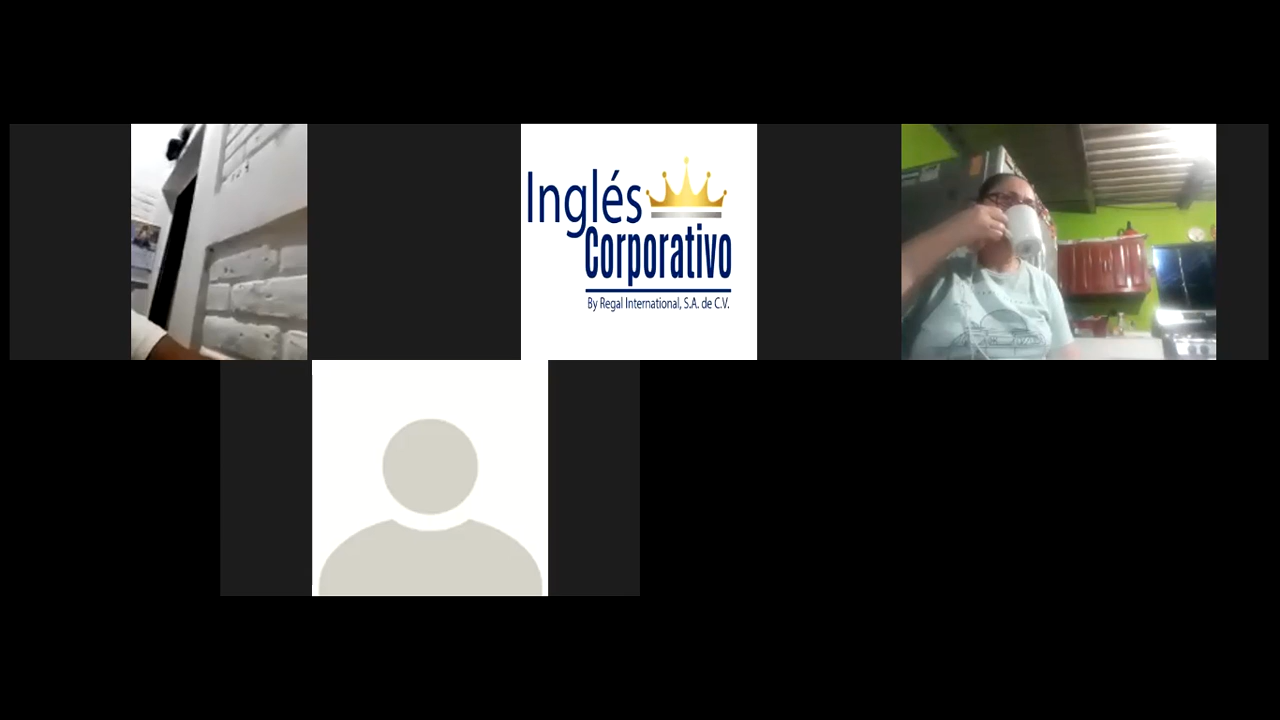 Inglés
Corporativo
By Regal International, S.A. de C.V.